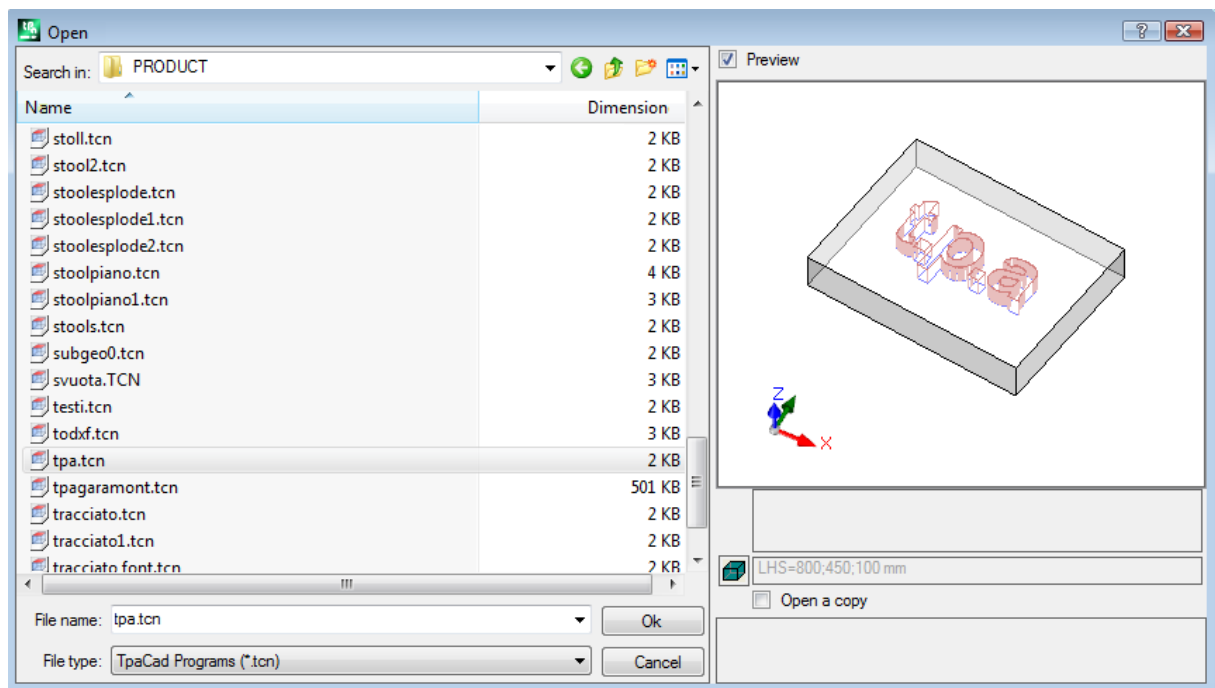 Open
Search in: PRODUCT
Preview
Name Dimension
stoll.tcn 2 KB
stool2.tcn 2 KB
stoolesplode.tcn 2 KB
stoolesplode1.tcn 2 KB
stoolesplode2.tcn 2 KB
stoolpiano.tcn 4 KB
stoolpiano1.tcn 3 KB
stools.tcn 2 KB
subgeo0.tcn 2 KB
svuota.TCN 3 KB
testi.tcn 2 KB
todxf.tcn 3 KB
tpa.tcn 2 KB
tpagaramont.tcn 501 KB
tracciato.tcn 2 KB
tracciato1.tcn 2 KB
tracciato font.tcn 2 KB
File name: tpa.tcn Ok
File type: TpaCad Programs (*.tcn) Cancel
tpa
Z
X
LHS=800;450;100 mm
Open a copy